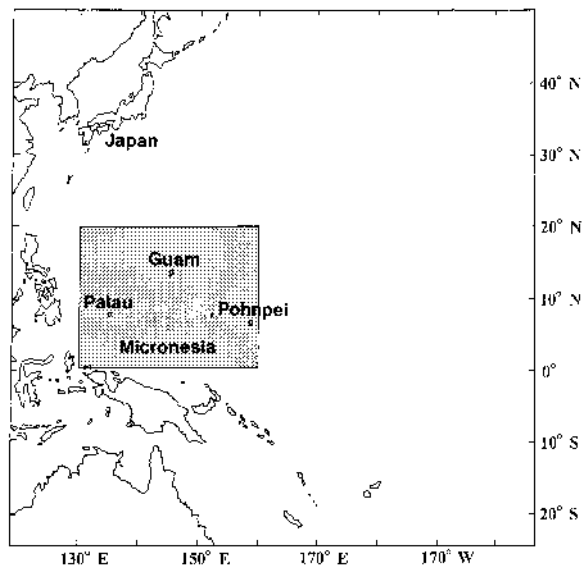 40° N
Japan
30° N
20° N
Guam
Palau
Pohnpei
10° N
Micronesia
0°
10° S
20° S
130° E
150° E
170° E
170° W